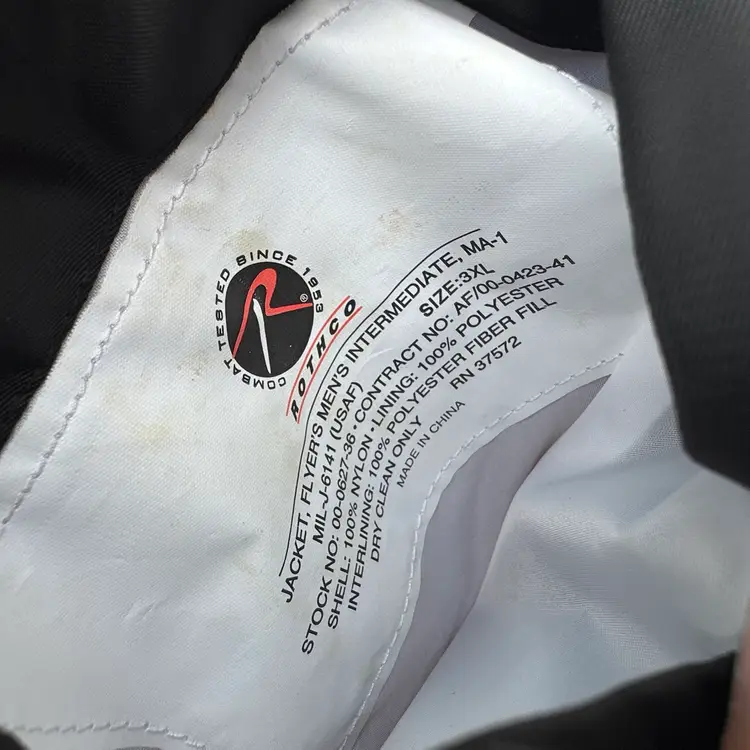 COMBAT TESTED SINCE 1953
R®
ROTHCO
JACKET, FLYER'S MEN'S INTERMEDIATE, MA-1
MIL-J-6141 (USAF) SIZE:3XL
STOCK NO: 00-0627-36 • CONTRACT NO: AF/00-0423-41
SHELL: 100% NYLON • LINING: 100% POLYESTER
INTERLINING: 100% POLYESTER FIBER FILL
DRY CLEAN ONLY RN 37572
MADE IN CHINA